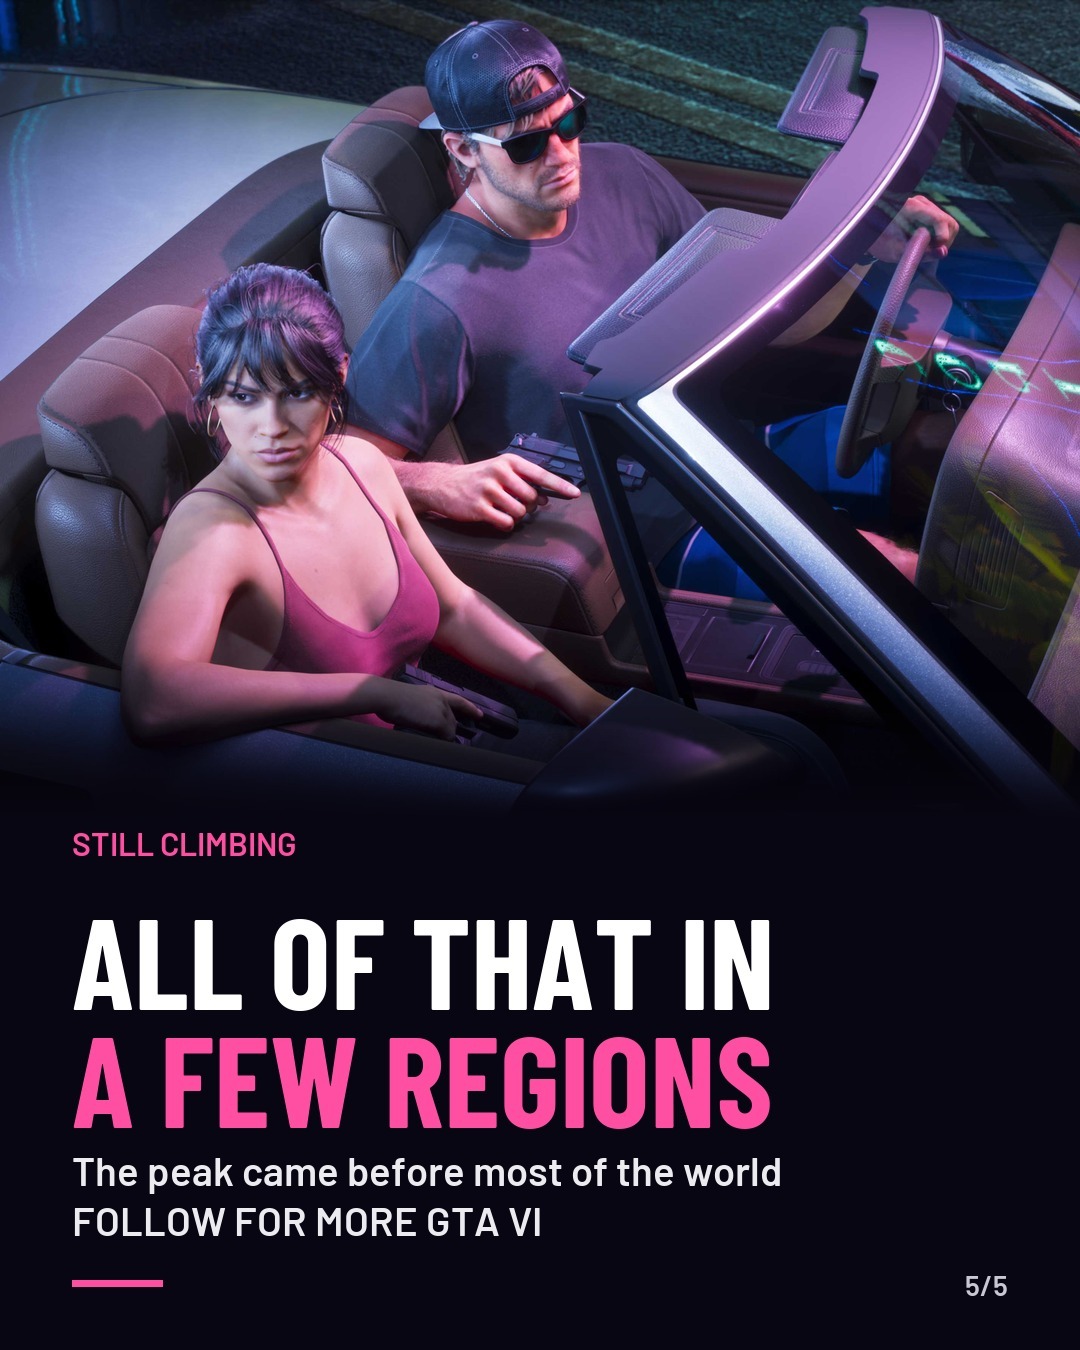 STILL CLIMBING
ALL OF THAT IN
A FEW REGIONS
The peak came before most of the world
FOLLOW FOR MORE GTA VI
5/5